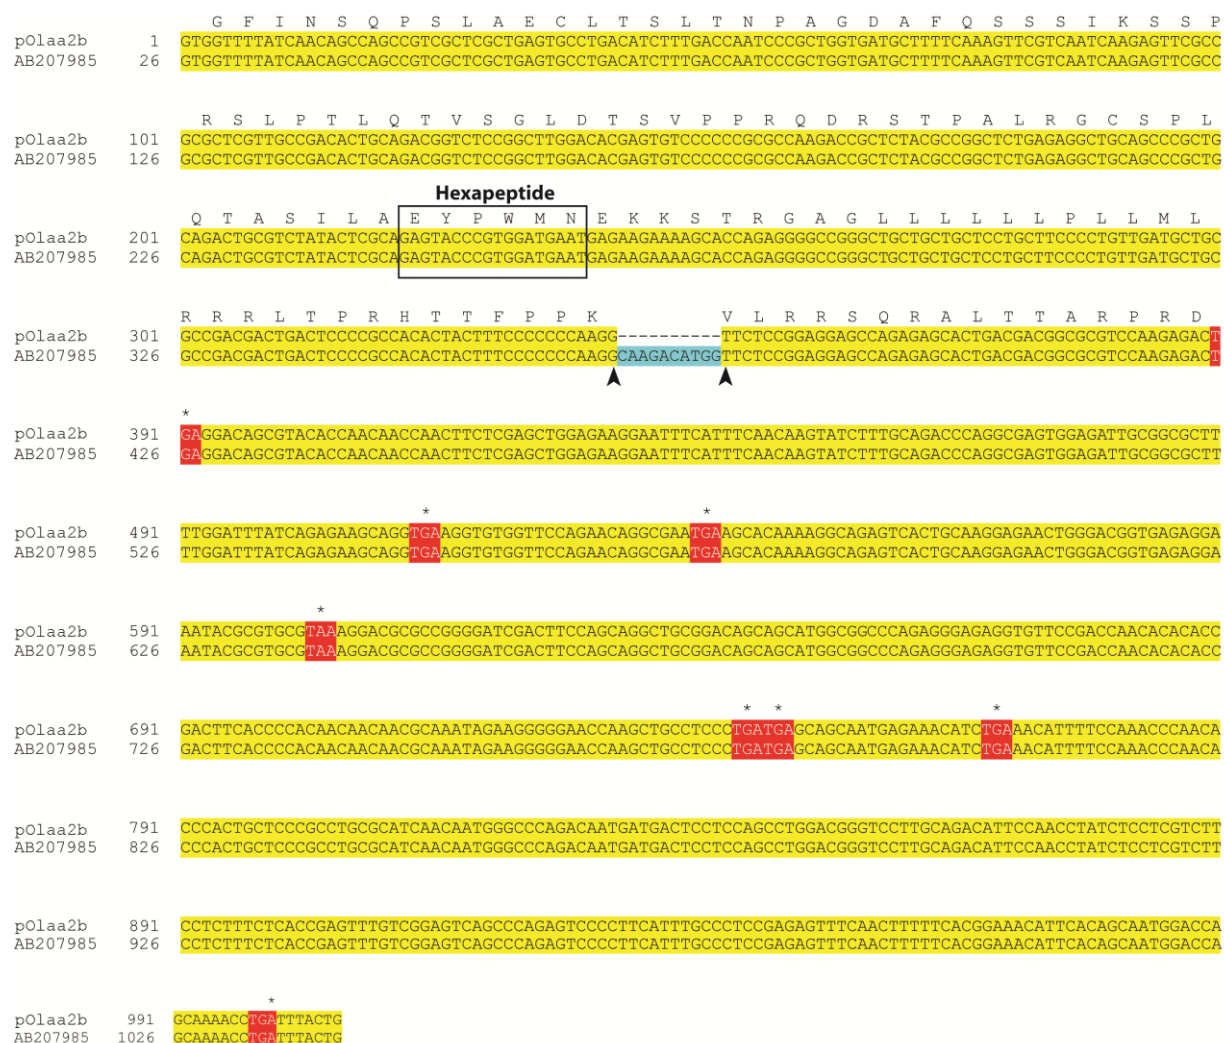 G F I N S Q P S L A E C L T S L T N P A G D A F Q S S S I K S S P
pOlaa2b 1 GTGGTTTTATCAACAGCCAGCCGTCGCTCGCTGAGTGCCTGACATCTTTGACCAATCCCGCTGGTGATGCTTTTCAAAGTTCGTCAATCAAGAGTTCGCC
AB207985 26 GTGGTTTTATCAACAGCCAGCCGTCGCTCGCTGAGTGCCTGACATCTTTGACCAATCCCGCTGGTGATGCTTTTCAAAGTTCGTCAATCAAGAGTTCGCC
R S L P T L Q T V S G L D T S V P P R Q D R S T P A L R G C S P L
pOlaa2b 101 GCGCTCGTTGCCGACACTGCAGACGGTCTCCGGCTTGGACACGAGTGTCCCCCCGCGCCAAGACCGCTCTACGCCGGCTCTGAGAGGCTGCAGCCCGCTG
AB207985 126 GCGCTCGTTGCCGACACTGCAGACGGTCTCCGGCTTGGACACGAGTGTCCCCCCGCGCCAAGACCGCTCTACGCCGGCTCTGAGAGGCTGCAGCCCGCTG
Hexapeptide
Q T A S I L A E Y P W M N E K K S T R G A G L L L L L L P L L M L
pOlaa2b 201 CAGACTGCGTCTATACTCGCAGAGTACCCGTGGATGAATGAGAAGAAAAGCACCAGAGGGGCCGGGCTGCTGCTGCTCCTGCTTCCCCTGTTGATGCTGC
AB207985 226 CAGACTGCGTCTATACTCGCAGAGTACCCGTGGATGAATGAGAAGAAAAGCACCAGAGGGGCCGGGCTGCTGCTGCTCCTGCTTCCCCTGTTGATGCTGC
R R R L T P R H T T F P P K V L R R S Q R A L T T A R P R D
pOlaa2b 301 GCCGACGACTGACTCCCCGCCACACTACTTTCCCCCCCAAGG----------TTCTCCGGAGGAGCCAGAGAGCACTGACGACGGCGCGTCCAAGAGACT
AB207985 326 GCCGACGACTGACTCCCCGCCACACTACTTTCCCCCCCAAGGCAAGACATGGTTCTCCGGAGGAGCCAGAGAGCACTGACGACGGCGCGTCCAAGAGACT
*
pOlaa2b 391 GAGGACAGCGTACACCAACAACCAACTTCTCGAGCTGGAGAAGGAATTTCATTTCAACAAGTATCTTTGCAGACCCAGGCGAGTGGAGATTGCGGCGCTT
AB207985 426 GAGGACAGCGTACACCAACAACCAACTTCTCGAGCTGGAGAAGGAATTTCATTTCAACAAGTATCTTTGCAGACCCAGGCGAGTGGAGATTGCGGCGCTT
* *
pOlaa2b 491 TTGGATTTATCAGAGAAGCAGGTGAAGGTGTGGTTCCAGAACAGGCGAATGAAGCACAAAAGGCAGAGTCACTGCAAGGAGAACTGGGACGGTGAGAGGA
AB207985 526 TTGGATTTATCAGAGAAGCAGGTGAAGGTGTGGTTCCAGAACAGGCGAATGAAGCACAAAAGGCAGAGTCACTGCAAGGAGAACTGGGACGGTGAGAGGA
*
pOlaa2b 591 AATACGCGTGCGTAAAGGACGCGCCGGGGATCGACTTCCAGCAGGCTGCGGACAGCAGCATGGCGGCCCAGAGGGAGAGGTGTTCCGACCAACACACACC
AB207985 626 AATACGCGTGCGTAAAGGACGCGCCGGGGATCGACTTCCAGCAGGCTGCGGACAGCAGCATGGCGGCCCAGAGGGAGAGGTGTTCCGACCAACACACACC
* * *
pOlaa2b 691 GACTTCACCCCACAACAACAACGCAAATAGAAGGGGGAACCAAGCTGCCTCCCTGATGAGCAGCAATGAGAAACATCTGAAACATTTTCCAAACCCAACA
AB207985 726 GACTTCACCCCACAACAACAACGCAAATAGAAGGGGGAACCAAGCTGCCTCCCTGATGAGCAGCAATGAGAAACATCTGAAACATTTTCCAAACCCAACA
pOlaa2b 791 CCCACTGCTCCCGCCTGCGCATCAACAATGGGCCCAGACAATGATGACTCCTCCAGCCTGGACGGGTCCTTGCAGACATTCCAACCTATCTCCTCGTCTT
AB207985 826 CCCACTGCTCCCGCCTGCGCATCAACAATGGGCCCAGACAATGATGACTCCTCCAGCCTGGACGGGTCCTTGCAGACATTCCAACCTATCTCCTCGTCTT
pOlaa2b 891 CCTCTTTCTCACCGAGTTTGTCGGAGTCAGCCCAGAGTCCCCTTCATTTGCCCTCCGAGAGTTTCAACTTTTTCACGGAAACATTCACAGCAATGGACCA
AB207985 926 CCTCTTTCTCACCGAGTTTGTCGGAGTCAGCCCAGAGTCCCCTTCATTTGCCCTCCGAGAGTTTCAACTTTTTCACGGAAACATTCACAGCAATGGACCA
*
pOlaa2b 991 GCAAAACCTGATTTACTG
AB207985 1026 GCAAAACCTGATTTACTG